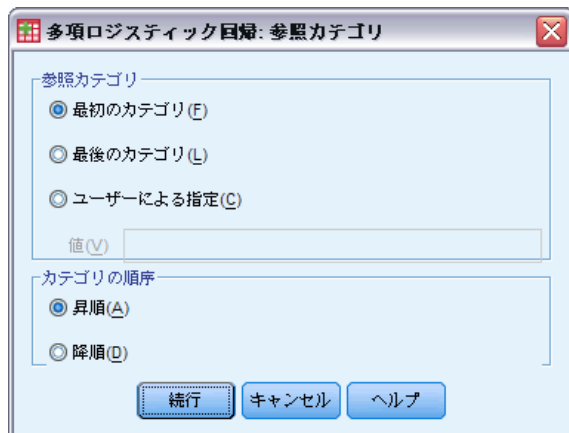 多項ロジスティック回帰: 参照カテゴリ
参照カテゴリ
最初のカテゴリ(F)
最後のカテゴリ(L)
ユーザーによる指定(C)
値(V)
カテゴリの順序
昇順(A)
降順(D)
続行 キャンセル ヘルプ